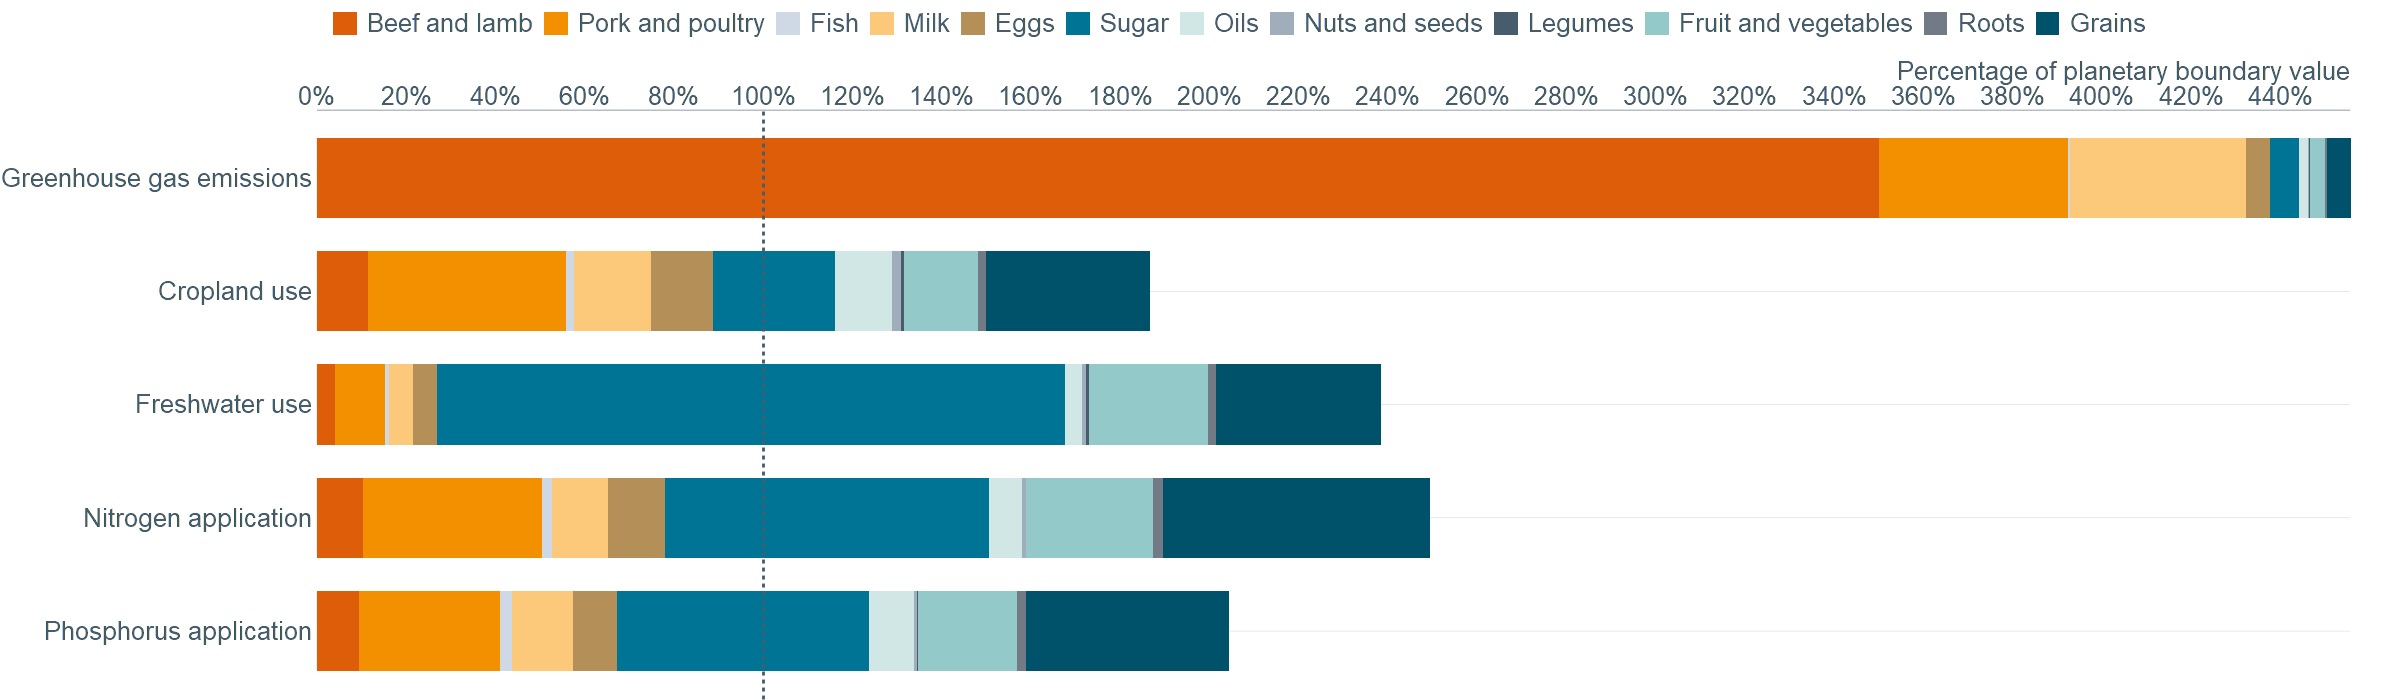 Beef and lamb Pork and poultry Fish Milk Eggs Sugar Oils Nuts and seeds Legumes Fruit and vegetables Roots Grains
Percentage of planetary boundary value
0% 20% 40% 60% 80% 100% 120% 140% 160% 180% 200% 220% 240% 260% 280% 300% 320% 340% 360% 380% 400% 420% 440%
Greenhouse gas emissions
Cropland use
Freshwater use
Nitrogen application
Phosphorus application